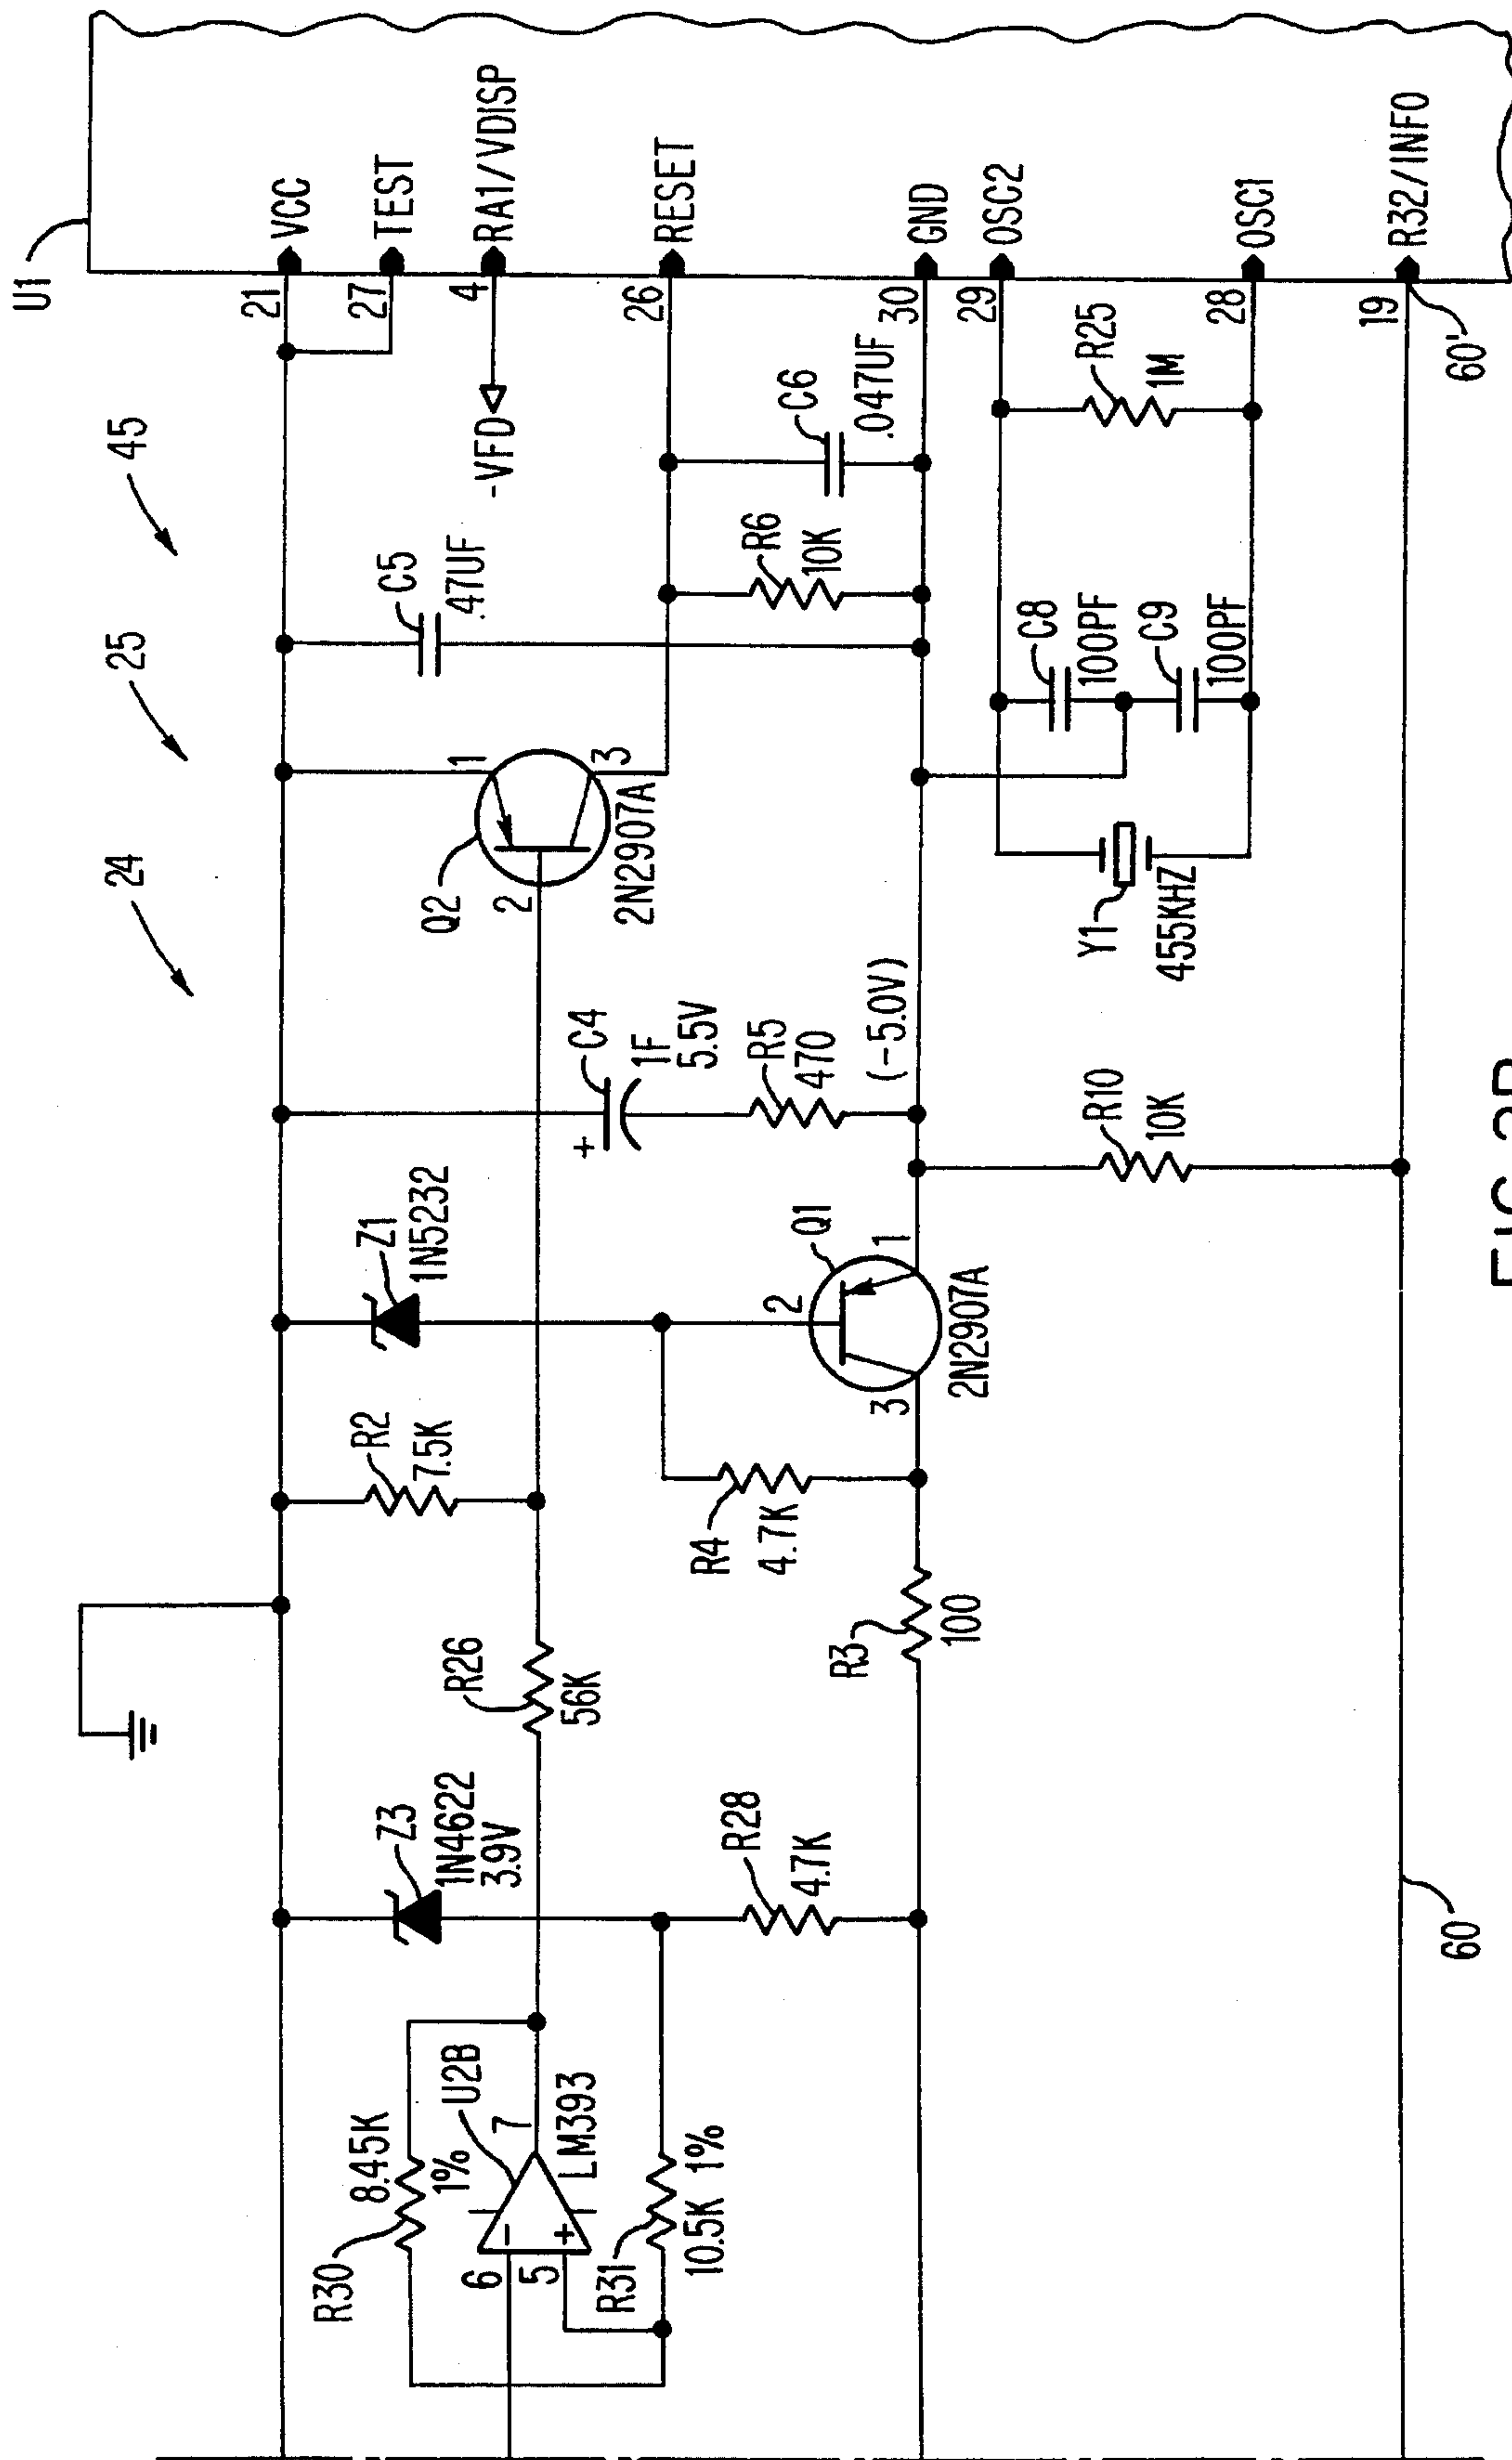 U1
45
25
24
21
VCC
27
TEST
4
RA1/VDISP
-VFD
26
RESET
30
GND
29
OSC2
28
OSC1
19
R32/INFO
60'
C5
.47UF
C6
.047UF
R6
10K
R25
1M
C8
100PF
C9
100PF
Y1
455KHZ
Q2
1
2
3
2N2907A
C4
+
1F
5.5V
R5
470
(-5.0V)
R10
10K
Z1
1N5232
Q1
1
2
3
2N2907A
R2
7.5K
R4
4.7K
R3
100
R26
56K
Z3
1N4622
3.9V
R28
4.7K
R30
8.45K
1%
U2B
7
LM393
6
5
-
+
R31
10.5K 1%
60